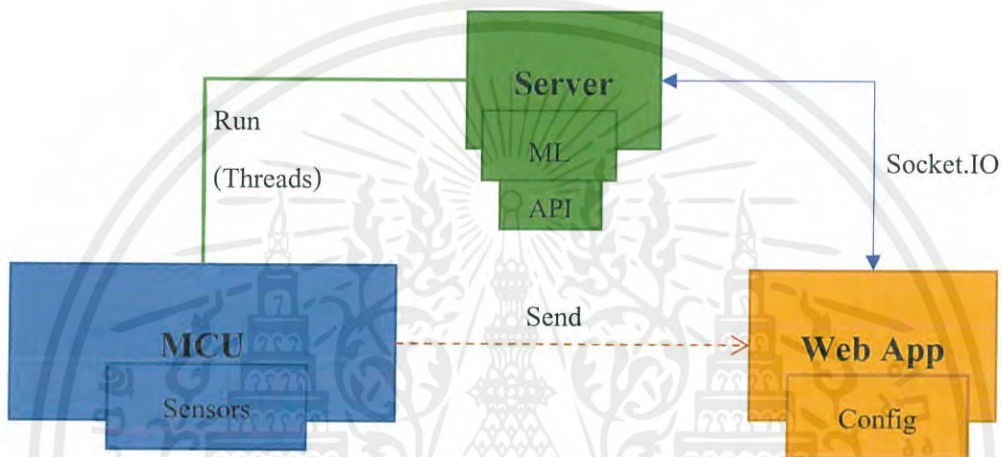 Server
Run
ML
(Threads)
Socket.IO
API
Send
MCU
Web App
Sensors
Config